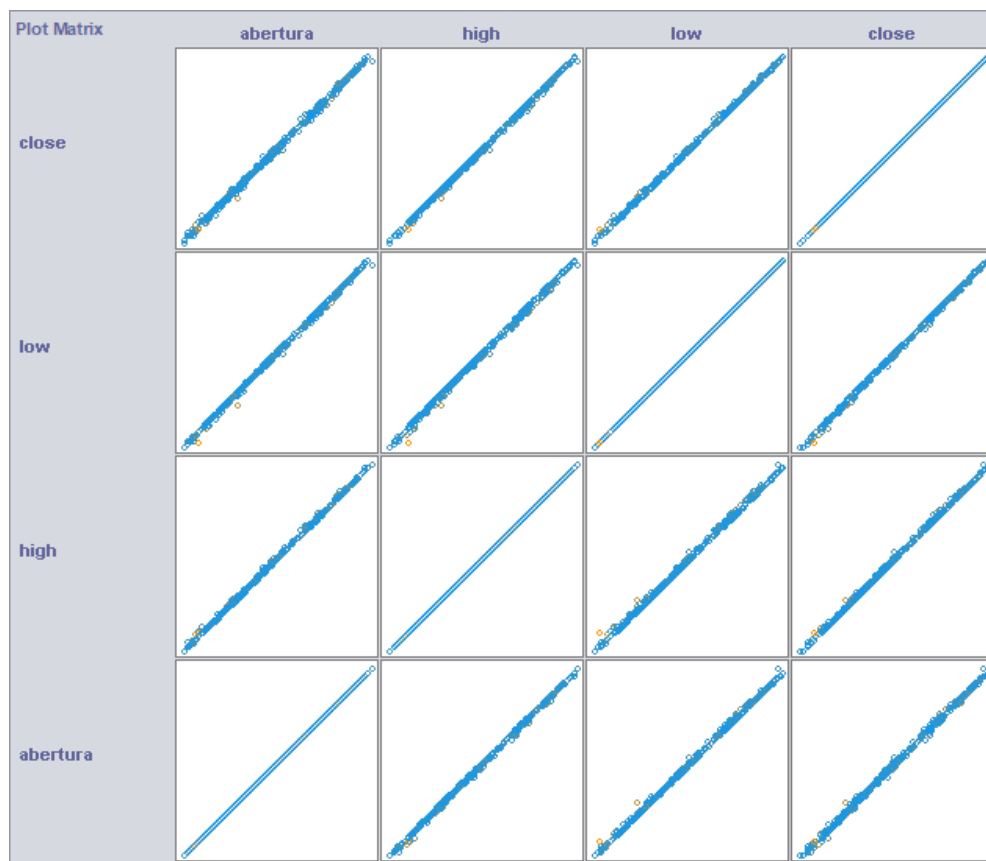 Plot Matrix
abertura high low close
close
low
high
abertura